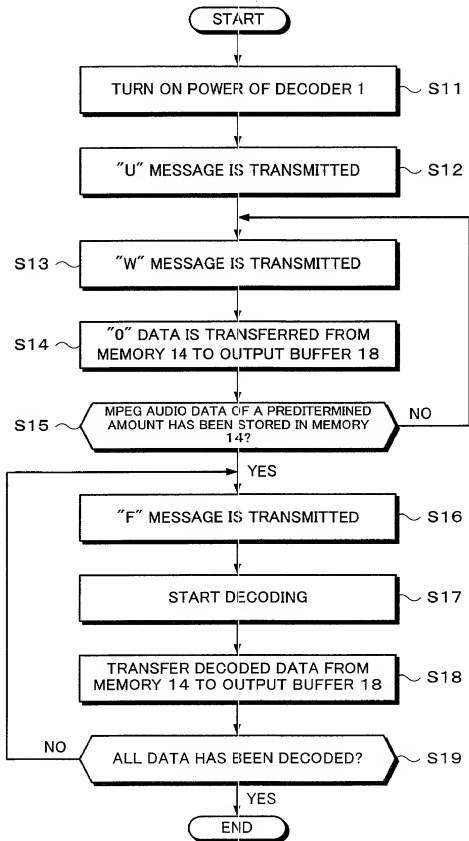 START
TURN ON POWER OF DECODER 1
S11
"U" MESSAGE IS TRANSMITTED
S12
S13
"W" MESSAGE IS TRANSMITTED
S14
"0" DATA IS TRANSFERRED FROM
MEMORY 14 TO OUTPUT BUFFER 18
S15
MPEG AUDIO DATA OF A PREDITERMINED
AMOUNT HAS BEEN STORED IN MEMORY
14?
NO
YES
"F" MESSAGE IS TRANSMITTED
S16
START DECODING
S17
TRANSFER DECODED DATA FROM
MEMORY 14 TO OUTPUT BUFFER 18
S18
NO
ALL DATA HAS BEEN DECODED?
S19
YES
END